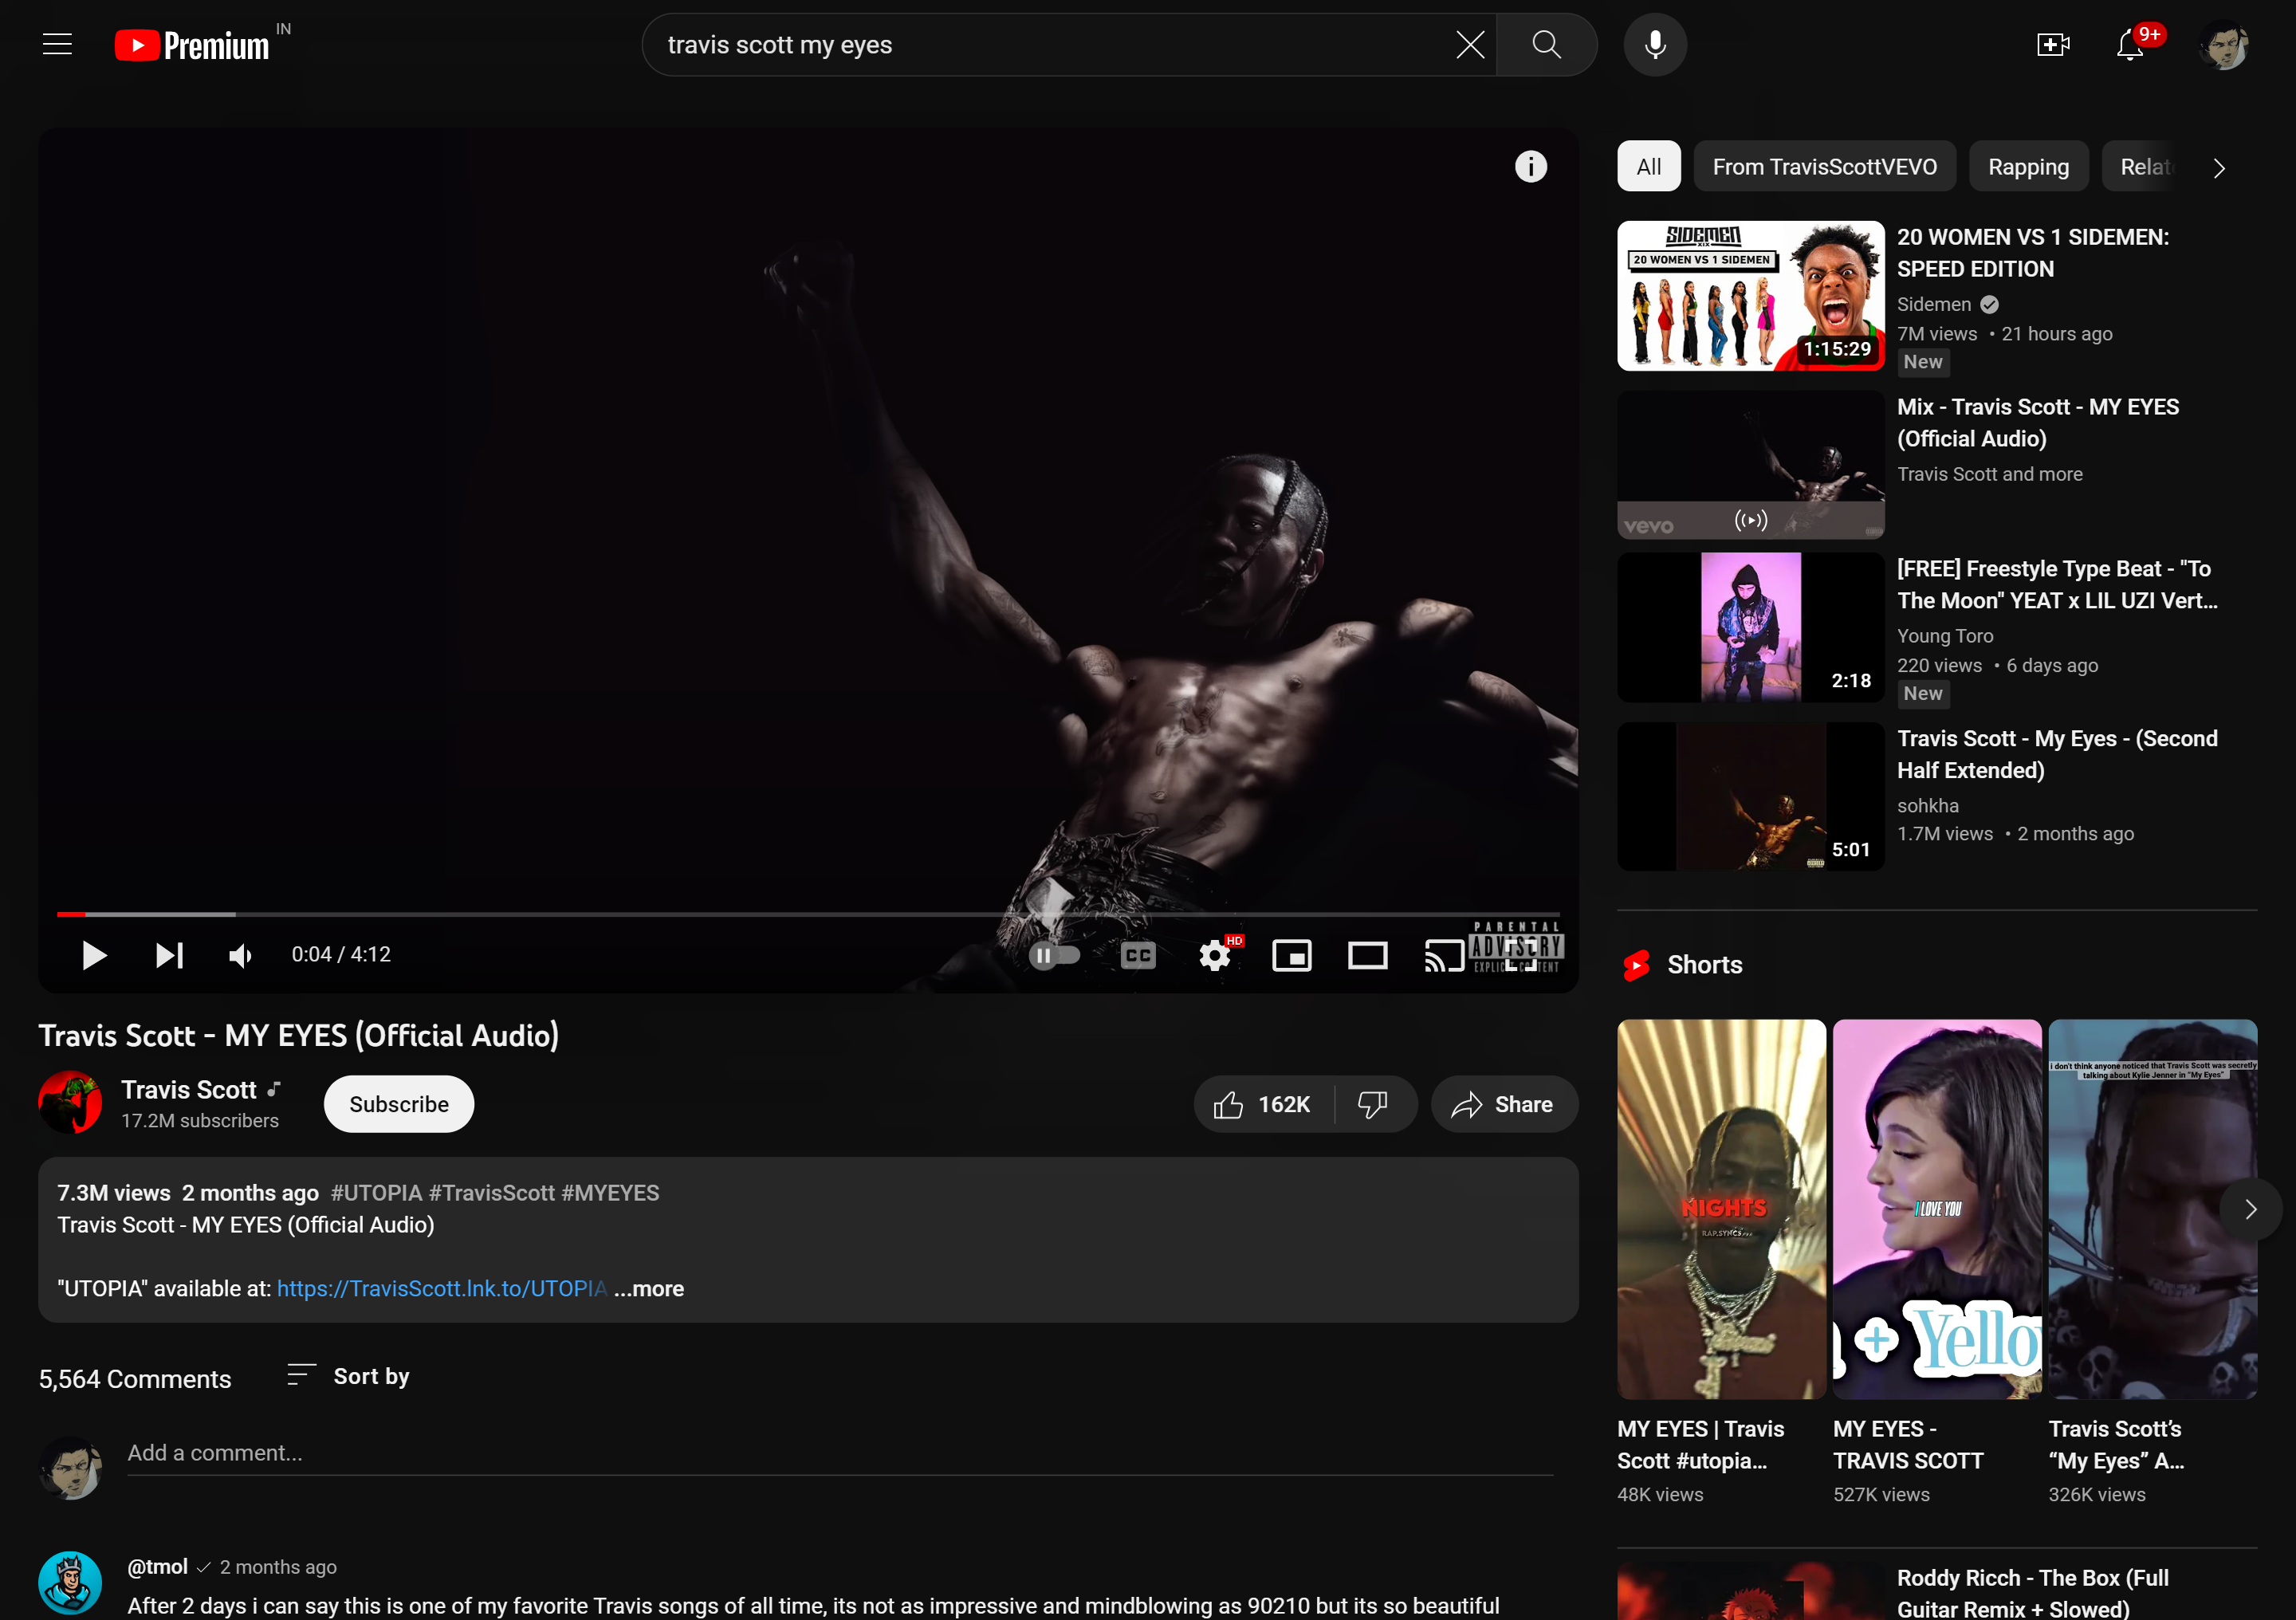 Premium IN
travis scott my eyes
9+
0:04 / 4:12
CC
HD
PARENTAL
ADVISORY
EXPLICIT CONTENT
Travis Scott - MY EYES (Official Audio)
Travis Scott
17.2M subscribers
Subscribe
162K
Share
7.3M views 2 months ago #UTOPIA #TravisScott #MYEYES
Travis Scott - MY EYES (Official Audio)
"UTOPIA" available at: https://TravisScott.lnk.to/UTOPIA ...more
5,564 Comments
Sort by
Add a comment...
@tmol 2 months ago
After 2 days i can say this is one of my favorite Travis songs of all time, its not as impressive and mindblowing as 90210 but its so beautiful
All
From TravisScottVEVO
Rapping
Relat
SIDEMEN
XIX
20 WOMEN VS 1 SIDEMEN
1:15:29
20 WOMEN VS 1 SIDEMEN:
SPEED EDITION
Sidemen
7M views • 21 hours ago
New
vevo
Mix - Travis Scott - MY EYES
(Official Audio)
Travis Scott and more
2:18
[FREE] Freestyle Type Beat - "To
The Moon" YEAT x LIL UZI Vert...
Young Toro
220 views • 6 days ago
New
5:01
Travis Scott - My Eyes - (Second
Half Extended)
sohkha
1.7M views • 2 months ago
Shorts
NIGHTS
RAP.SYNCS...
I LOVE YOU
+ Yello
i don't think anyone noticed that Travis Scott was secretly
talking about Kylie Jenner in "My Eyes"
MY EYES | Travis
Scott #utopia...
48K views
MY EYES -
TRAVIS SCOTT
527K views
Travis Scott's
“My Eyes” A...
326K views
Roddy Ricch - The Box (Full
Guitar Remix + Slowed)